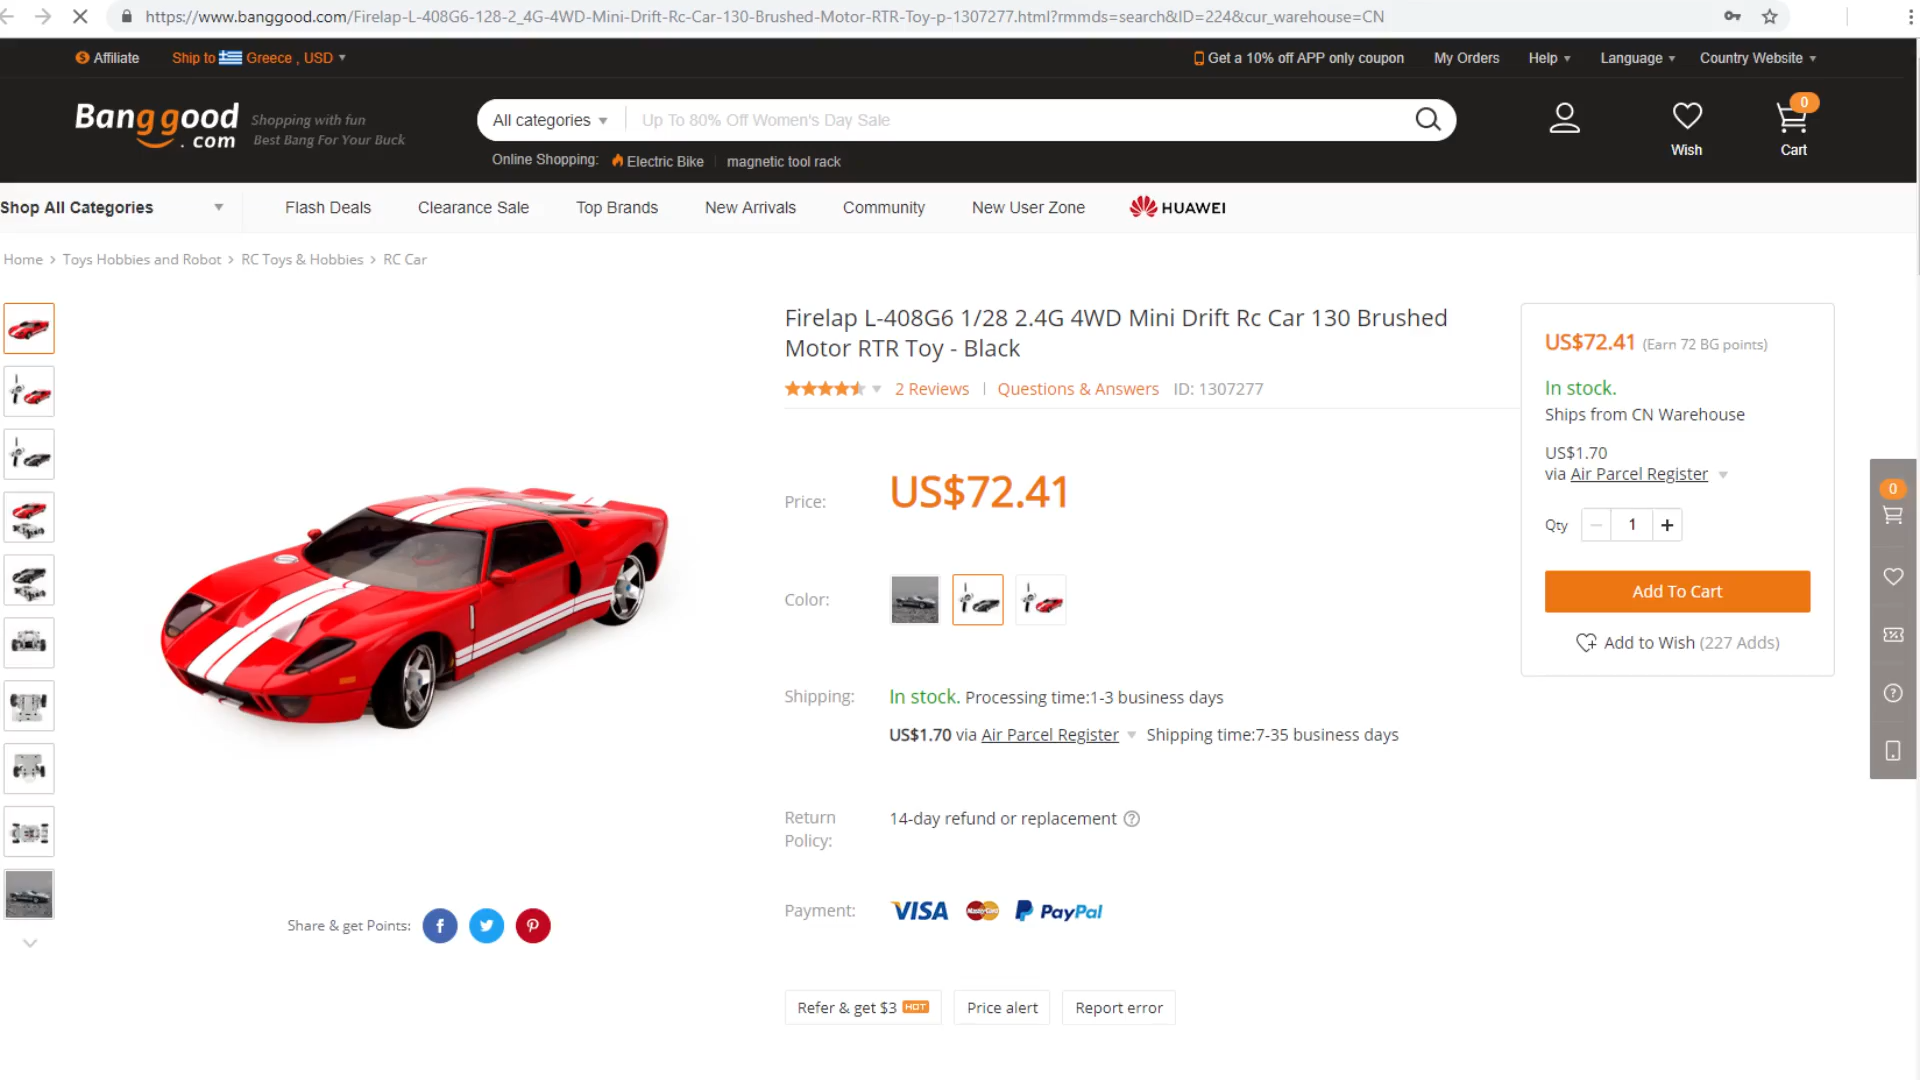 https://www.banggood.com/Firelap-L-408G6-128-2_4G-4WD-Mini-Drift-Rc-Car-130-Brushed-Motor-RTR-Toy-p-1307277.html?rmmds=search&ID=224&cur_warehouse=CN
Affiliate
Ship to Greece , USD
Get a 10% off APP only coupon
My Orders
Help
Language
Country Website
Banggood
.com
Shopping with fun
Best Bang For Your Buck
All categories
Up To 80% Off Women's Day Sale
0
Wish
Cart
Online Shopping:
Electric Bike
magnetic tool rack
Shop All Categories
Flash Deals
Clearance Sale
Top Brands
New Arrivals
Community
New User Zone
HUAWEI
Home > Toys Hobbies and Robot > RC Toys & Hobbies > RC Car
Firelap L-408G6 1/28 2.4G 4WD Mini Drift Rc Car 130 Brushed
Motor RTR Toy - Black
2 Reviews | Questions & Answers ID: 1307277
Price:
US$72.41
Color:
Shipping:
In stock. Processing time:1-3 business days
US$1.70 via Air Parcel Register Shipping time:7-35 business days
Return
Policy:
14-day refund or replacement
Payment:
VISA
MasterCard
PayPal
Refer & get $3 HOT
Price alert
Report error
Share & get Points:
US$72.41 (Earn 72 BG points)
In stock.
Ships from CN Warehouse
US$1.70
via Air Parcel Register
Qty
1
Add To Cart
Add to Wish (227 Adds)
0